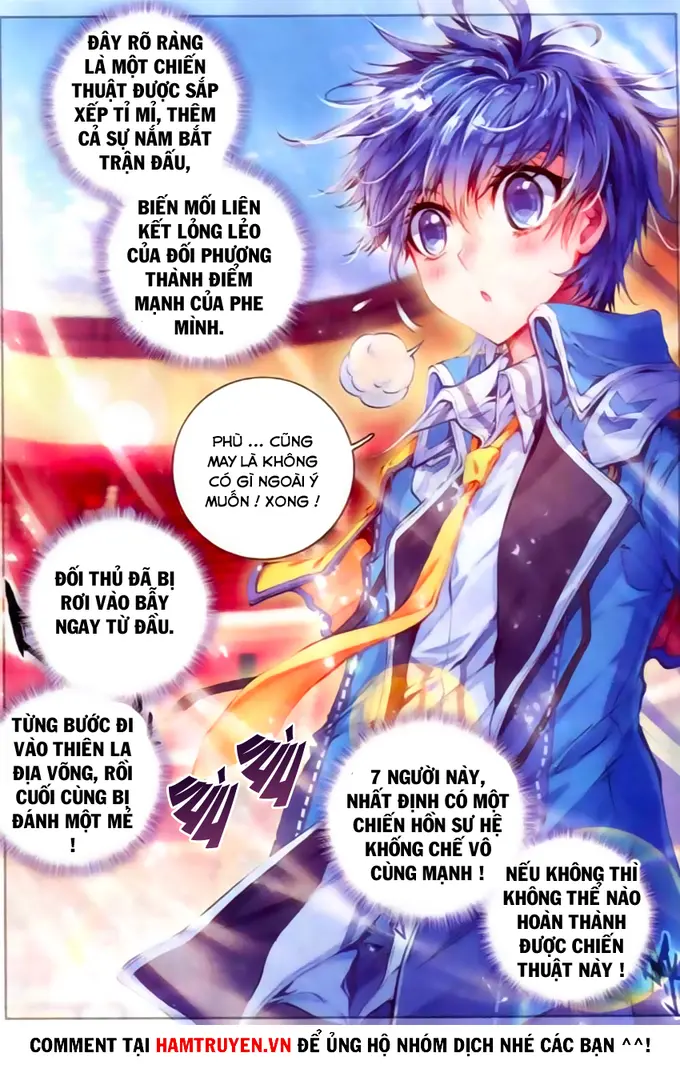 ĐÂY RÕ RÀNG
LÀ MỘT CHIẾN
THUẬT ĐƯỢC SẮP
XẾP TỈ MỈ, THÊM
CẢ SỰ NẮM BẮT
TRẬN ĐẤU,
BIẾN MỐI LIÊN
KẾT LỎNG LẺO
CỦA ĐỐI PHƯƠNG
THÀNH ĐIỂM
MẠNH CỦA PHE
MÌNH.
PHÙ ... CŨNG
MAY LÀ KHÔNG
CÓ GÌ NGOÀI Ý
MUỐN ! XONG !
ĐỐI THỦ ĐÃ BỊ
RƠI VÀO BẪY
NGAY TỪ ĐẦU.
TỪNG BƯỚC ĐI
VÀO THIÊN LA
ĐỊA VÕNG, RỒI
CUỐI CÙNG BỊ
ĐÁNH MỘT MẺ
!
VÚÚ
VÚÚ
7 NGƯỜI NÀY,
NHẤT ĐỊNH CÓ MỘT
CHIẾN HỒN SƯ HỆ
KHỐNG CHẾ VÔ
CÙNG MẠNH !
NẾU KHÔNG THÌ
KHÔNG THỂ NÀO
HOÀN THÀNH
ĐƯỢC CHIẾN
THUẬT NÀY !
COMMENT TẠI HAMTRUYEN.VN ĐỂ ỦNG HỘ NHÓM DỊCH NHÉ CÁC BẠN ^^!